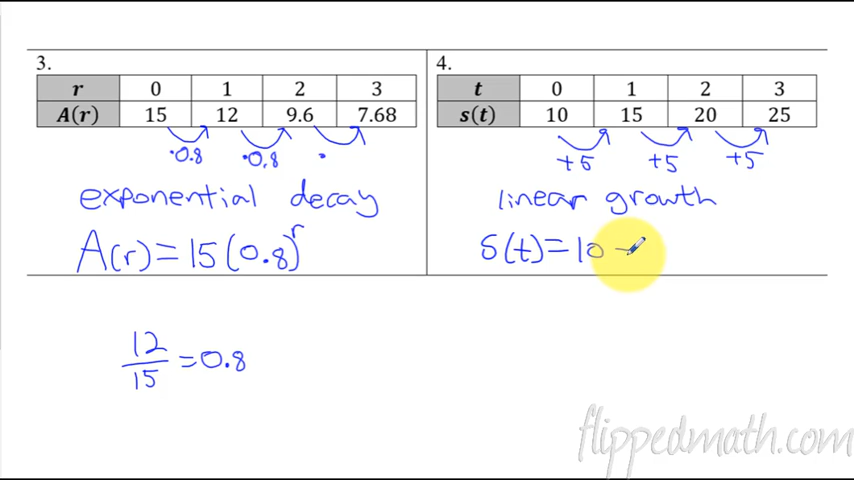 3.
r 0 1 2 3
A(r) 15 12 9.6 7.68
·0.8 ·0.8 ·
exponential decay
A(r)=15(0.8)^r
12/15=0.8
4.
t 0 1 2 3
s(t) 10 15 20 25
+5 +5 +5
linear growth
s(t)=10 -
flippedmath.com